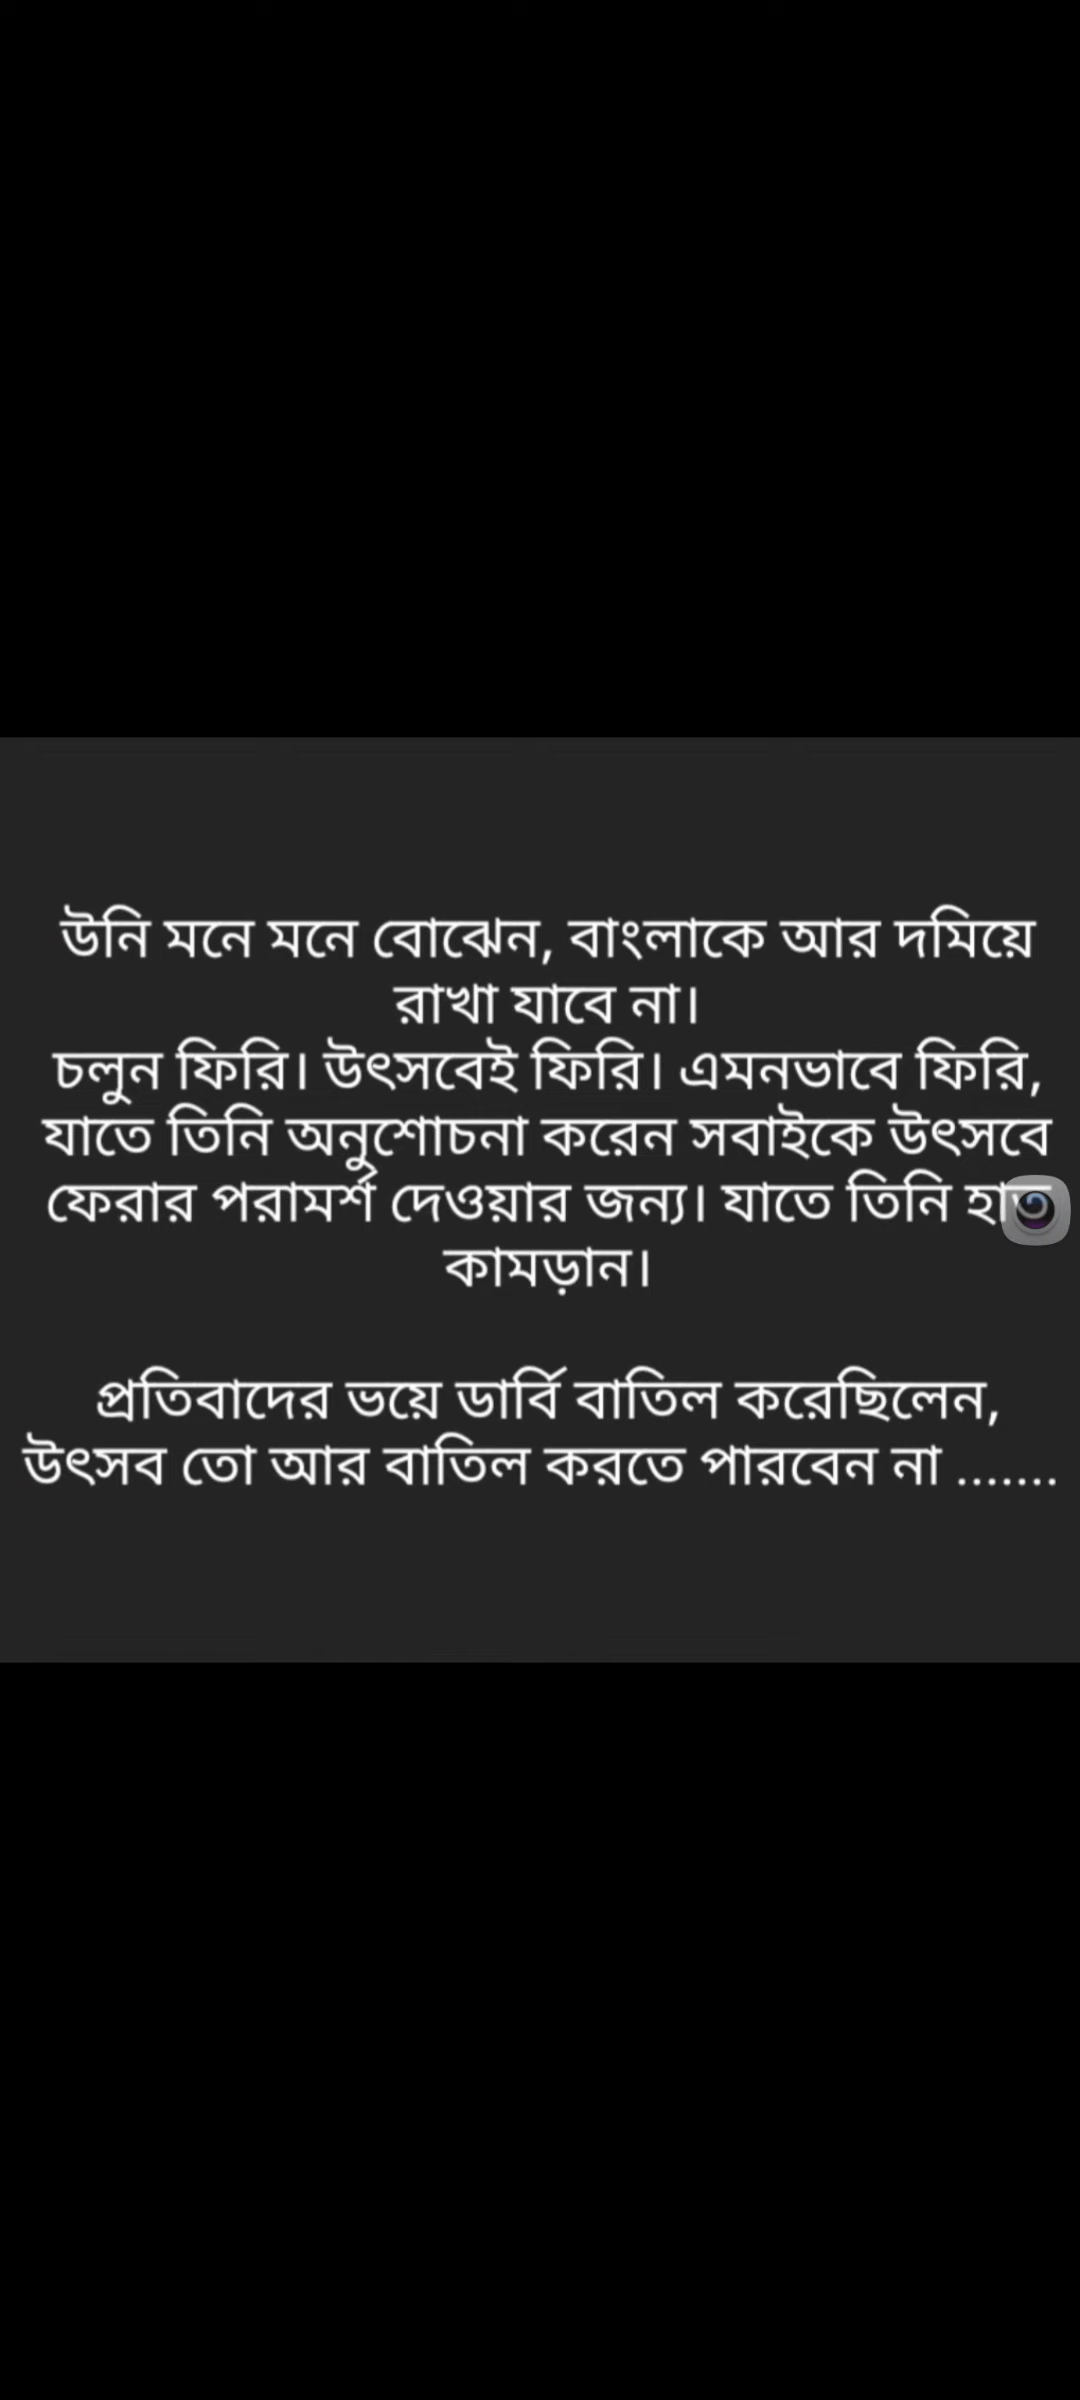 উনি মনে মনে বোঝেন, বাংলাকে আর দমিয়ে
রাখা যাবে না।
চলুন ফিরি। উৎসবেই ফিরি। এমনভাবে ফিরি,
যাতে তিনি অনুশোচনা করেন সবাইকে উৎসবে
ফেরার পরামর্শ দেওয়ার জন্য। যাতে তিনি হাত
কামড়ান।
প্রতিবাদের ভয়ে ডার্বি বাতিল করেছিলেন,
উৎসব তো আর বাতিল করতে পারবেন না .......